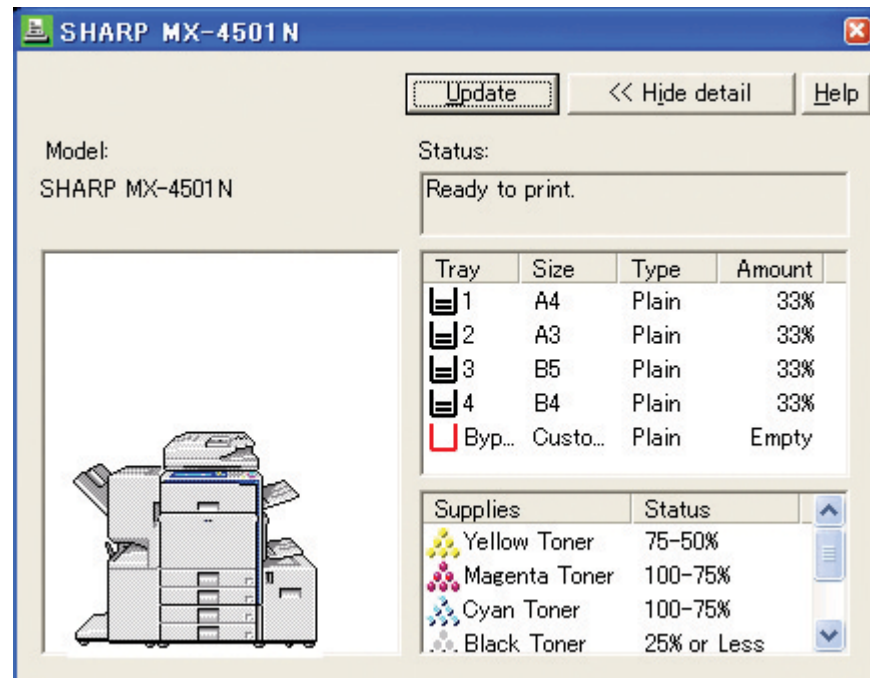 SHARP MX-4501N
Update
<< Hide detail
Help
Model:
SHARP MX-4501N
Status:
Ready to print.
Tray Size Type Amount
1 A4 Plain 33%
2 A3 Plain 33%
3 B5 Plain 33%
4 B4 Plain 33%
Byp... Custo... Plain Empty
Supplies Status
Yellow Toner 75-50%
Magenta Toner 100-75%
Cyan Toner 100-75%
Black Toner 25% or Less